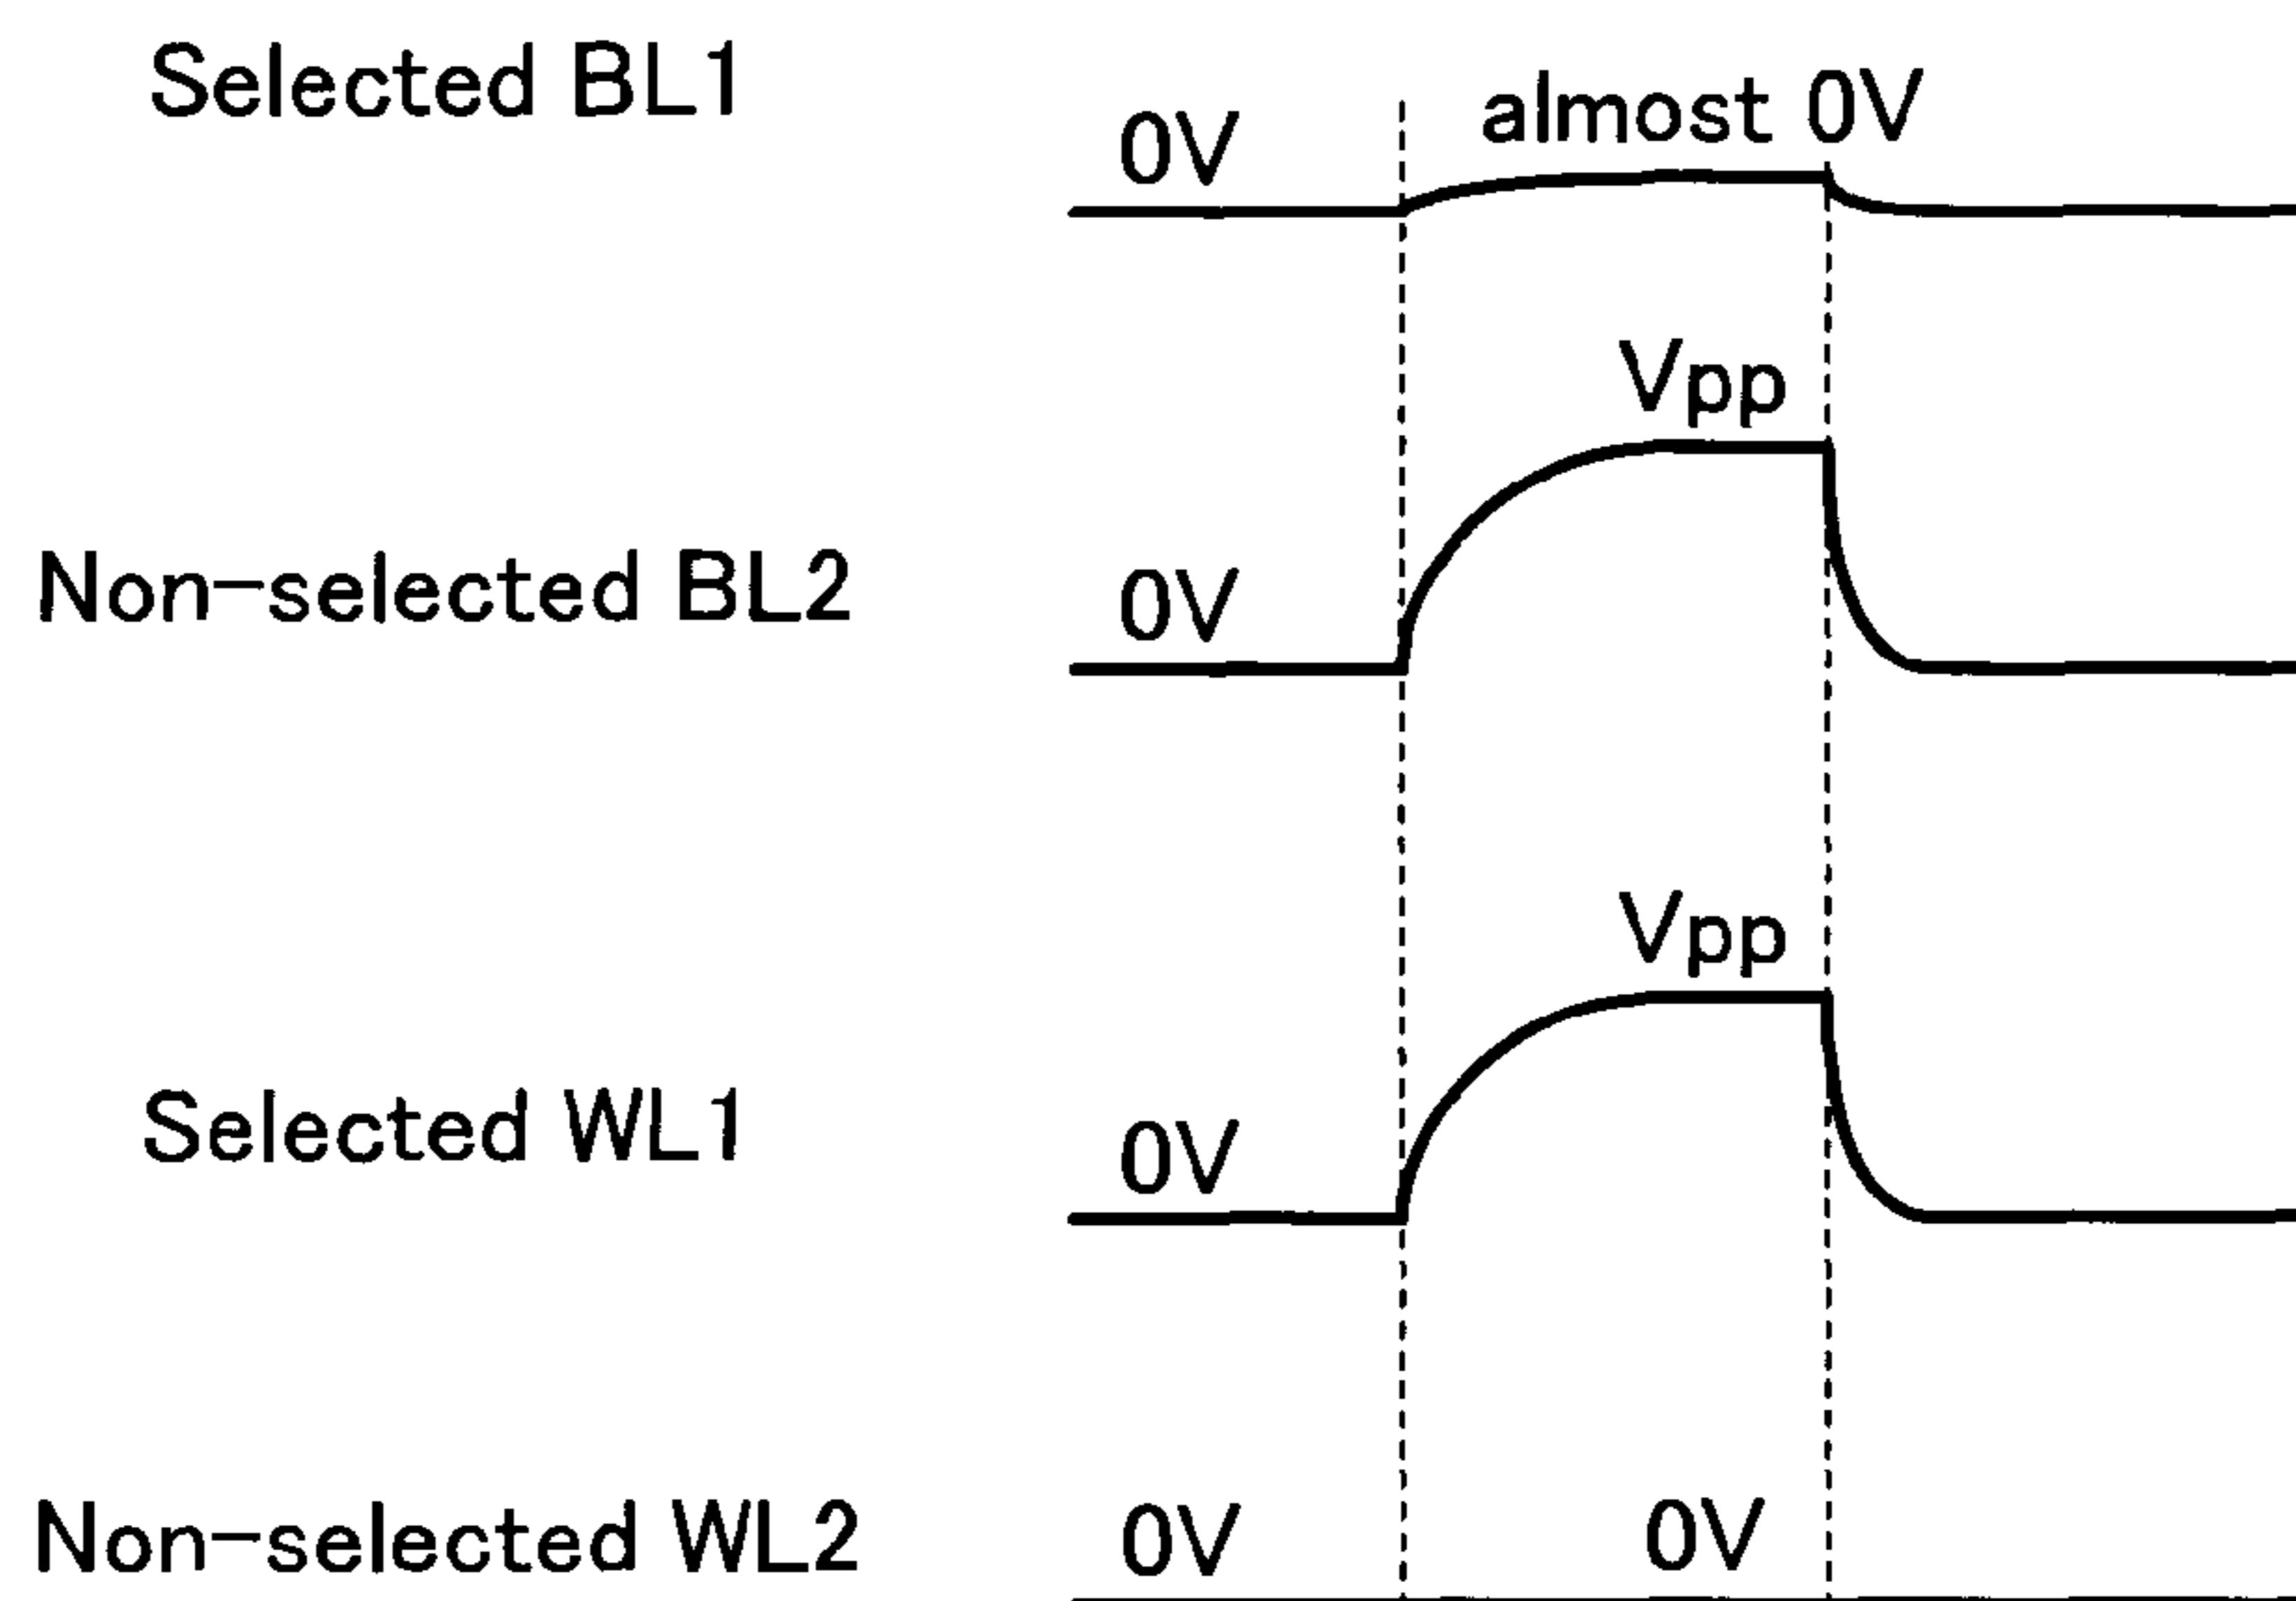 Selected BL1
0V
almost 0V
Vpp
Non-selected BL2
0V
Vpp
Selected WL1
0V
Non-selected WL2
0V
0V